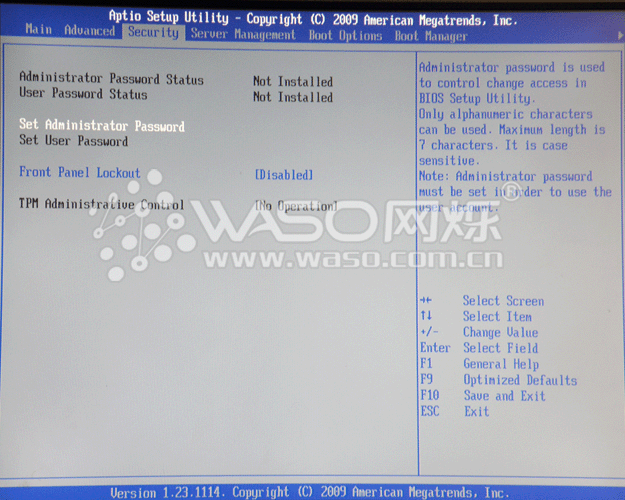 Aptio Setup Utility - Copyright (C) 2009 American Megatrends, Inc.
Main Advanced Security Server Management Boot Options Boot Manager
Administrator Password Status Not Installed
User Password Status Not Installed
Set Administrator Password
Set User Password
Front Panel Lockout [Disabled]
TPM Administrative Control [No Operation]
Administrator password is used
to control change access in
BIOS Setup Utility.
Only alphanumeric characters
can be used. Maximum length is
7 characters. It is case
sensitive.
Note: Administrator password
must be set in order to use the
user account.
WASO网烁®
www.waso.com.cn
→← Select Screen
↑↓ Select Item
+/- Change Value
Enter Select Field
F1 General Help
F9 Optimized Defaults
F10 Save and Exit
ESC Exit
Version 1.23.1114. Copyright (C) 2009 American Megatrends, Inc.